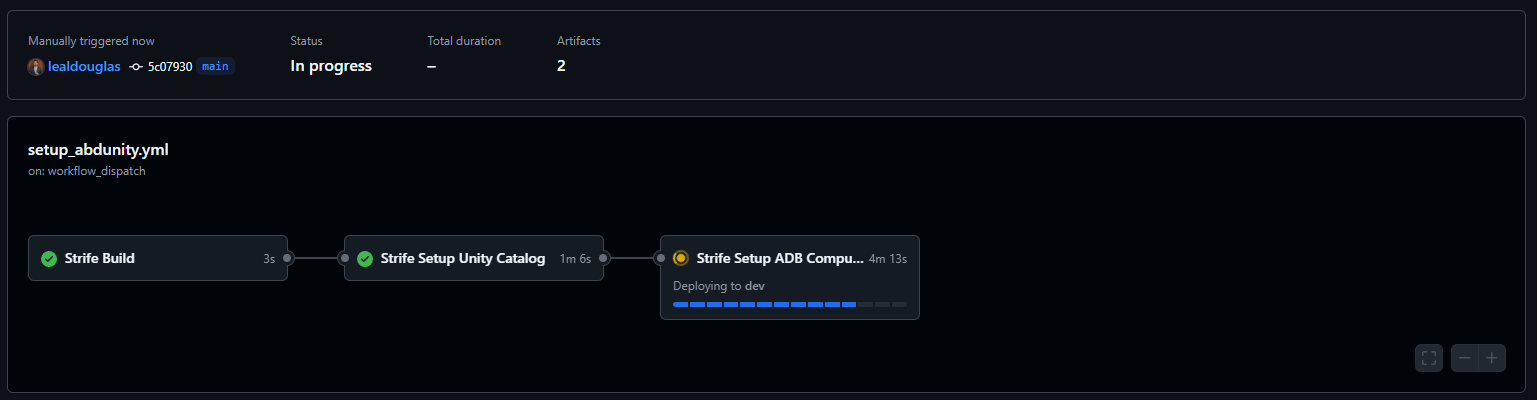 Manually triggered now
Status
Total duration
Artifacts
lealdouglas 5c07930 main
In progress
–
2
setup_abdunity.yml
on: workflow_dispatch
Strife Build 3s
Strife Setup Unity Catalog 1m 6s
Strife Setup ADB Compu... 4m 13s
Deploying to dev